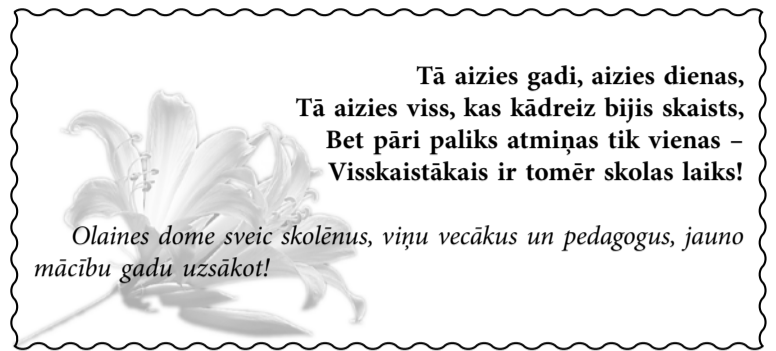 Tā aizies gadi, aizies dienas,
Tā aizies viss, kas kādreiz bijis skaists,
Bet pāri paliks atmiņas tik vienas –
Visskaistākais ir tomēr skolas laiks!
Olaines dome sveic skolēnus, viņu vecākus un pedagogus, jauno
mācību gadu uzsākot!